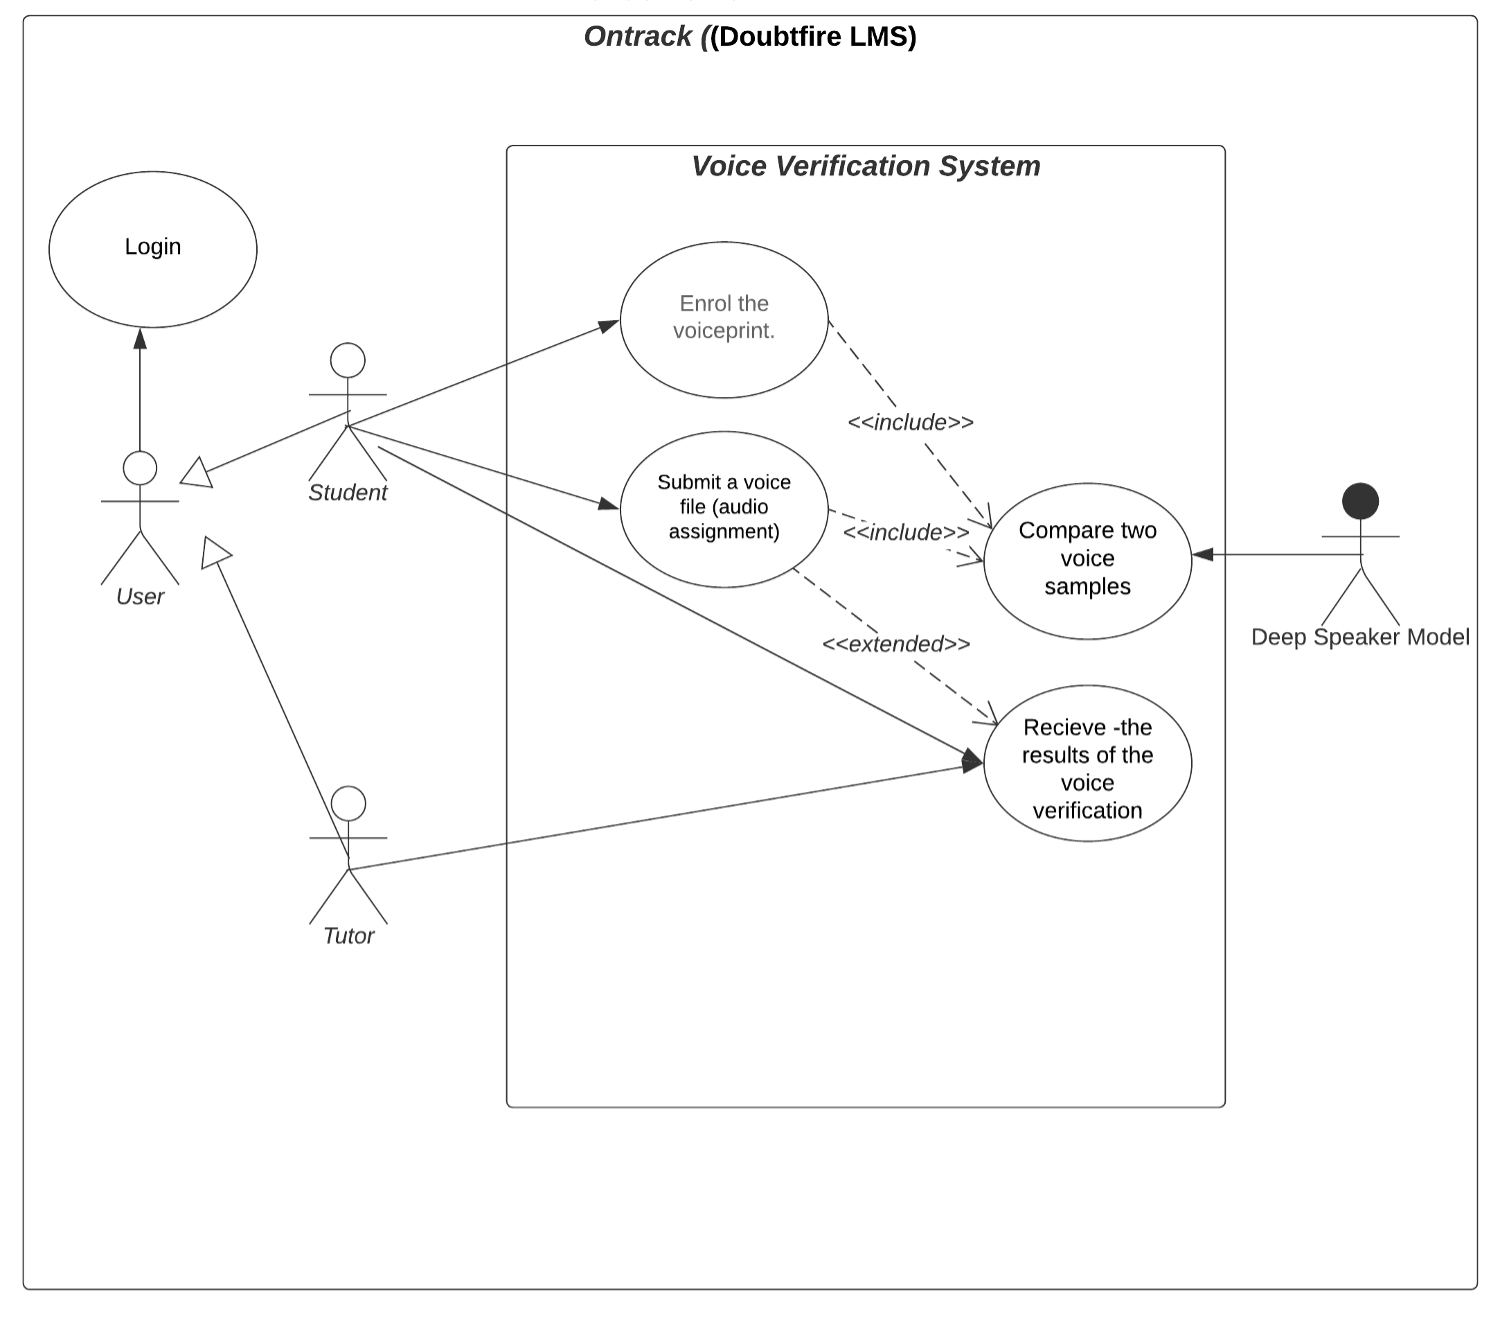 Ontrack ((Doubtfire LMS)
Voice Verification System
Login
Enrol the
voiceprint.
Student
<<include>>
Submit a voice
file (audio
assignment)
<<include>>
Compare two
voice
samples
User
Deep Speaker Model
<<extended>>
Recieve -the
results of the
voice
verification
Tutor